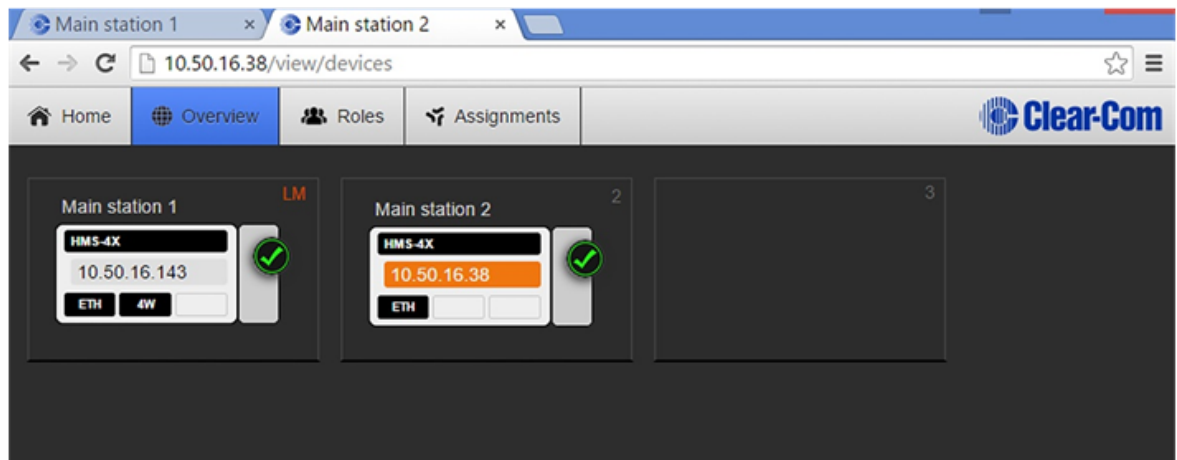 Main station 1 × Main station 2 ×
10.50.16.38/view/devices
Home Overview Roles Assignments Clear-Com
LM 2 3
Main station 1 Main station 2
HMS-4X HMS-4X
10.50.16.143 10.50.16.38
ETH 4W ETH